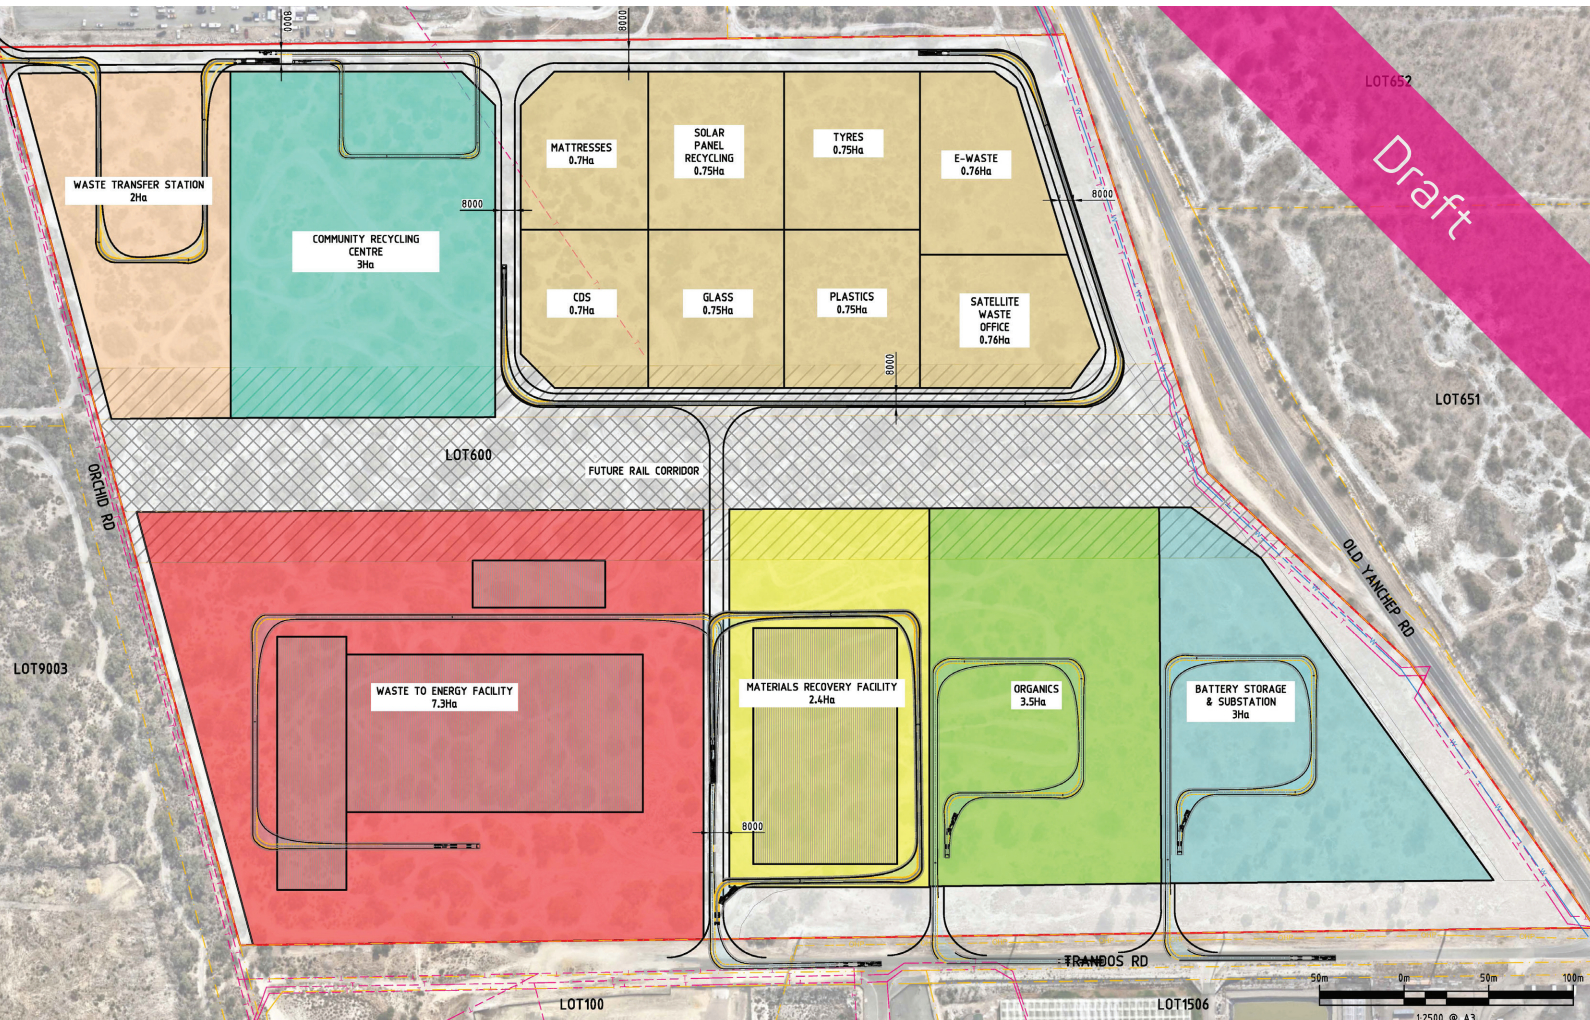 8000
8000
LOT652
Draft
MATTRESSES
0.7Ha
SOLAR
PANEL
RECYCLING
0.75Ha
TYRES
0.75Ha
E-WASTE
0.76Ha
WASTE TRANSFER STATION
2Ha
8000
8000
COMMUNITY RECYCLING
CENTRE
3Ha
CDS
0.7Ha
GLASS
0.75Ha
PLASTICS
0.75Ha
SATELLITE
WASTE
OFFICE
0.76Ha
8000
LOT651
LOT600
FUTURE RAIL CORRIDOR
ORCHID RD
OLD YANCHEP RD
LOT9003
WASTE TO ENERGY FACILITY
7.3Ha
MATERIALS RECOVERY FACILITY
2.4Ha
ORGANICS
3.5Ha
BATTERY STORAGE
& SUBSTATION
3Ha
8000
TRANDOS RD
LOT100
LOT1506
50m 0m 50m 100m
1:2500 @ A3